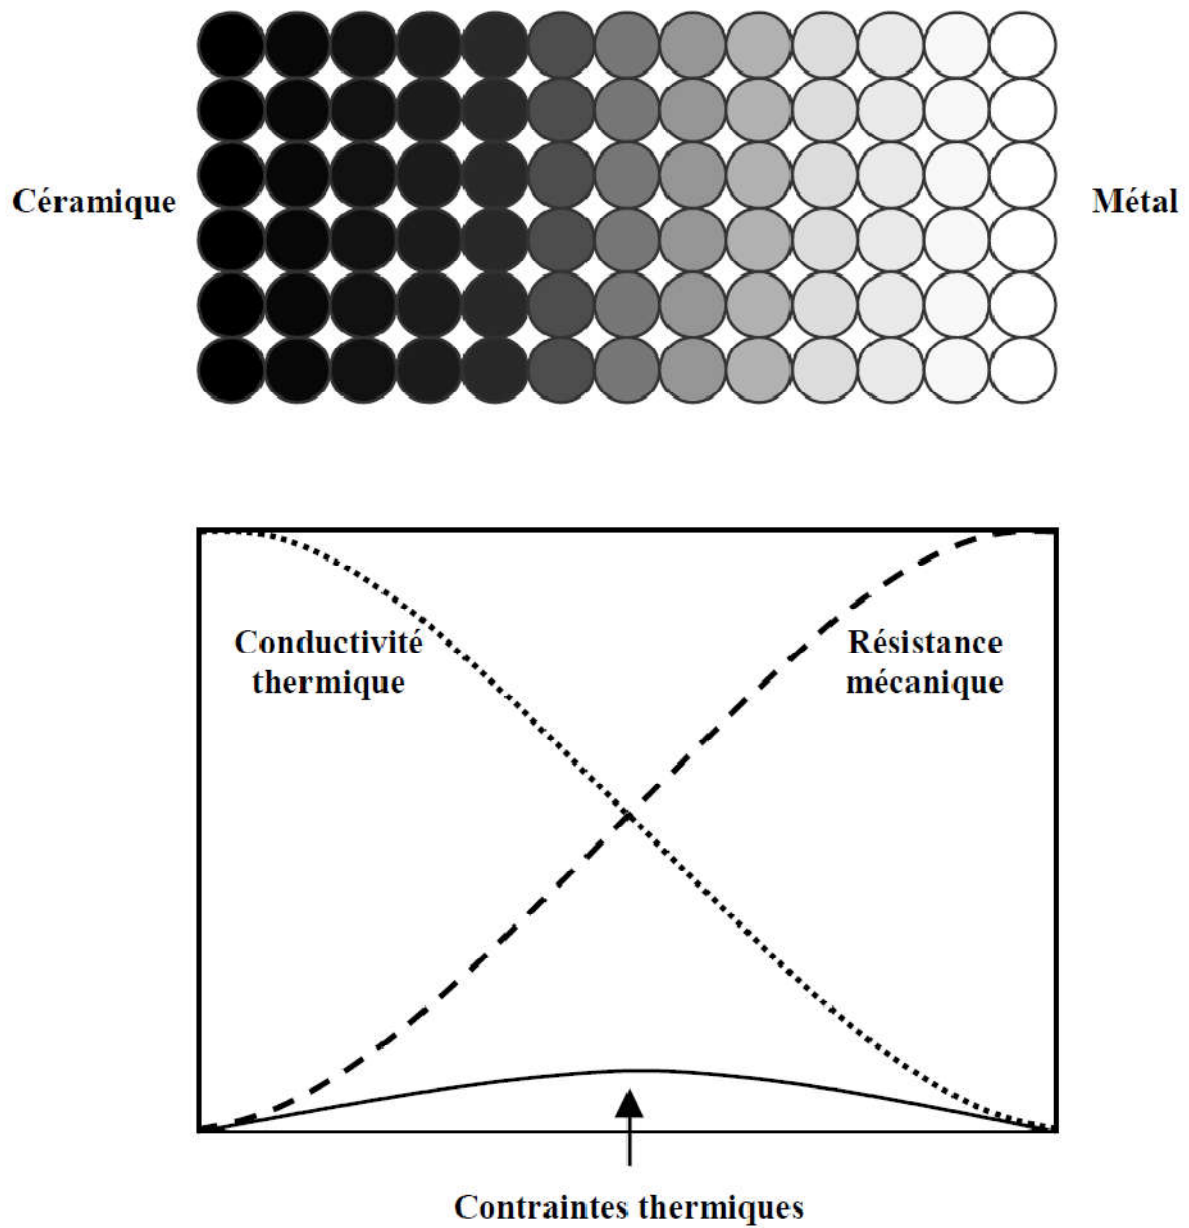 Céramique
Métal
Conductivité
thermique
Résistance
mécanique
Contraintes thermiques